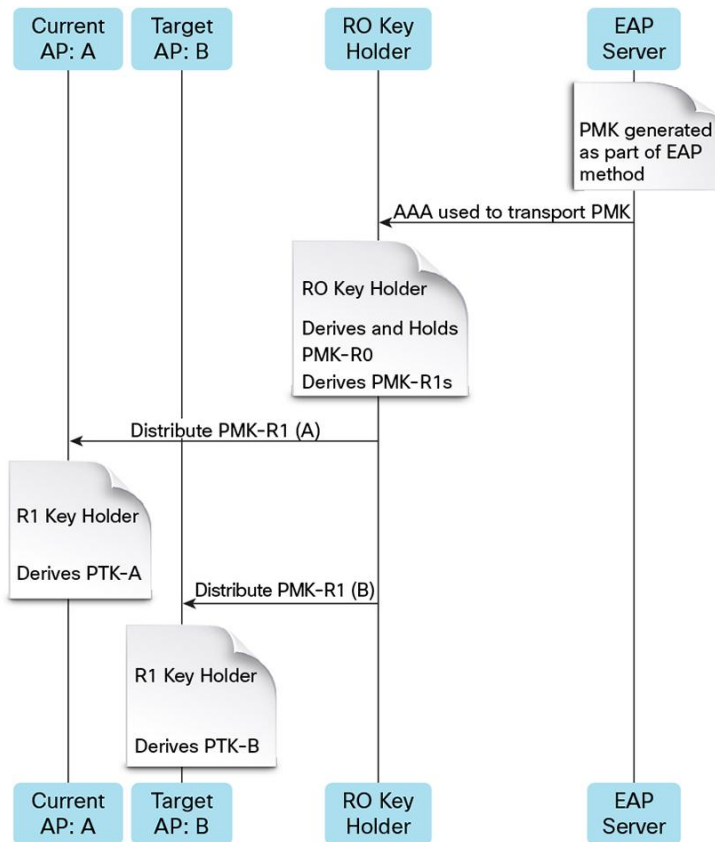 Current
AP: A
Target
AP: B
RO Key
Holder
EAP
Server
PMK generated
as part of EAP
method
AAA used to transport PMK
RO Key Holder
Derives and Holds
PMK-R0
Derives PMK-R1s
Distribute PMK-R1 (A)
R1 Key Holder
Derives PTK-A
Distribute PMK-R1 (B)
R1 Key Holder
Derives PTK-B
Current
AP: A
Target
AP: B
RO Key
Holder
EAP
Server